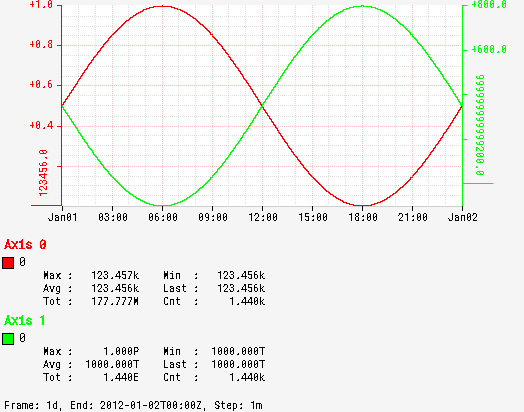 +1.0
+0.8
+0.6
+0.4
123456.0
+800.0
+600.0
999999999999200.0
Jan01 03:00 06:00 09:00 12:00 15:00 18:00 21:00 Jan02
Axis 0
0
Max : 123.457k Min : 123.456k
Avg : 123.456k Last : 123.456k
Tot : 177.777M Cnt : 1.440k
Axis 1
0
Max : 1.000P Min : 1000.000T
Avg : 1000.000T Last : 1000.000T
Tot : 1.440E Cnt : 1.440k
Frame: 1d, End: 2012-01-02T00:00Z, Step: 1m